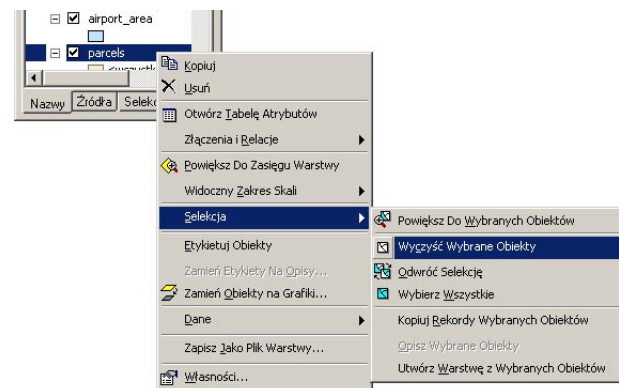 airport_area
parcels
Nazwy Źródła Selekc
Kopiuj
Usuń
Otwórz Tabelę Atrybutów
Złączenia i Relacje
Powiększ Do Zasięgu Warstwy
Widoczny Zakres Skali
Selekcja
Etykietuj Obiekty
Zamień Etykiety Na Opisy...
Zamień Obiekty na Grafiki...
Dane
Zapisz Jako Plik Warstwy...
Własności...
Powiększ Do Wybranych Obiektów
Wyczyść Wybrane Obiekty
Odwróć Selekcję
Wybierz Wszystkie
Kopiuj Rekordy Wybranych Obiektów
Opisz Wybrane Obiekty
Utwórz Warstwę z Wybranych Obiektów